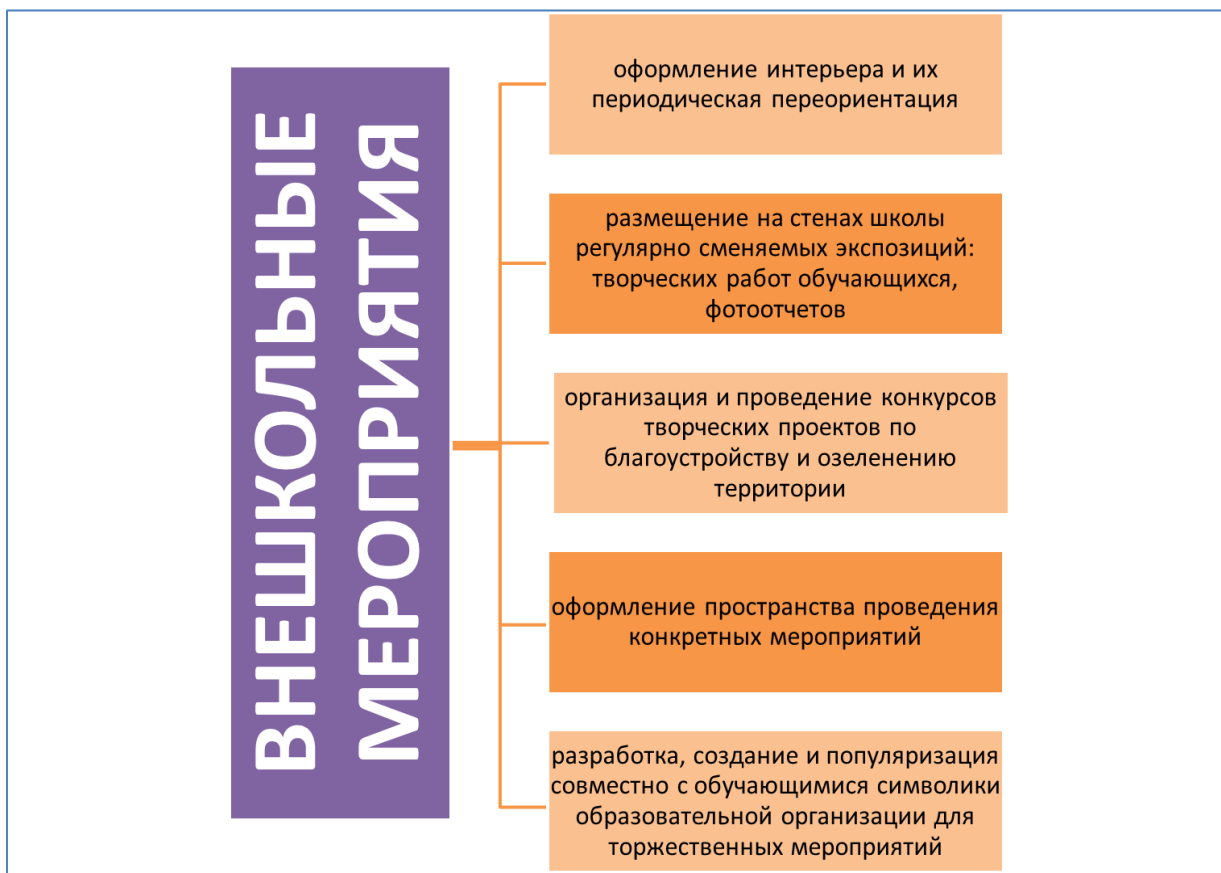 ВНЕШКОЛЬНЫЕ
МЕРОПРИЯТИЯ
оформление интерьера и их
периодическая переориентация
размещение на стенах школы
регулярно сменяемых экспозиций:
творческих работ обучающихся,
фотоотчетов
организация и проведение конкурсов
творческих проектов по
благоустройству и озеленению
территории
оформление пространства проведения
конкретных мероприятий
разработка, создание и популяризация
совместно с обучающимися символики
образовательной организации для
торжественных мероприятий